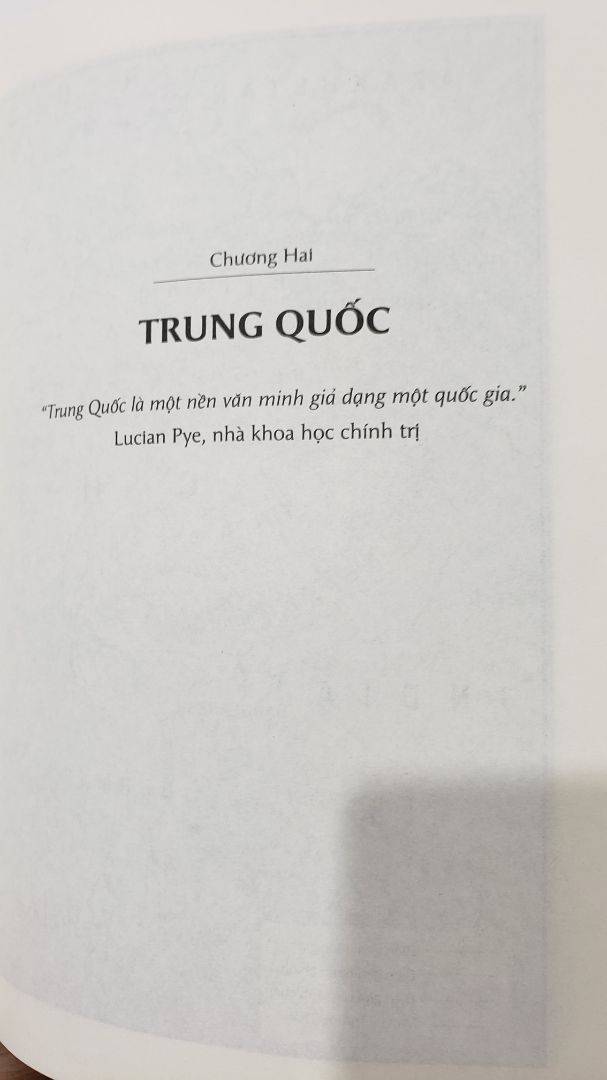 Chương Hai
TRUNG QUỐC
“Trung Quốc là một nền văn minh giả dạng một quốc gia.”
Lucian Pye, nhà khoa học chính trị